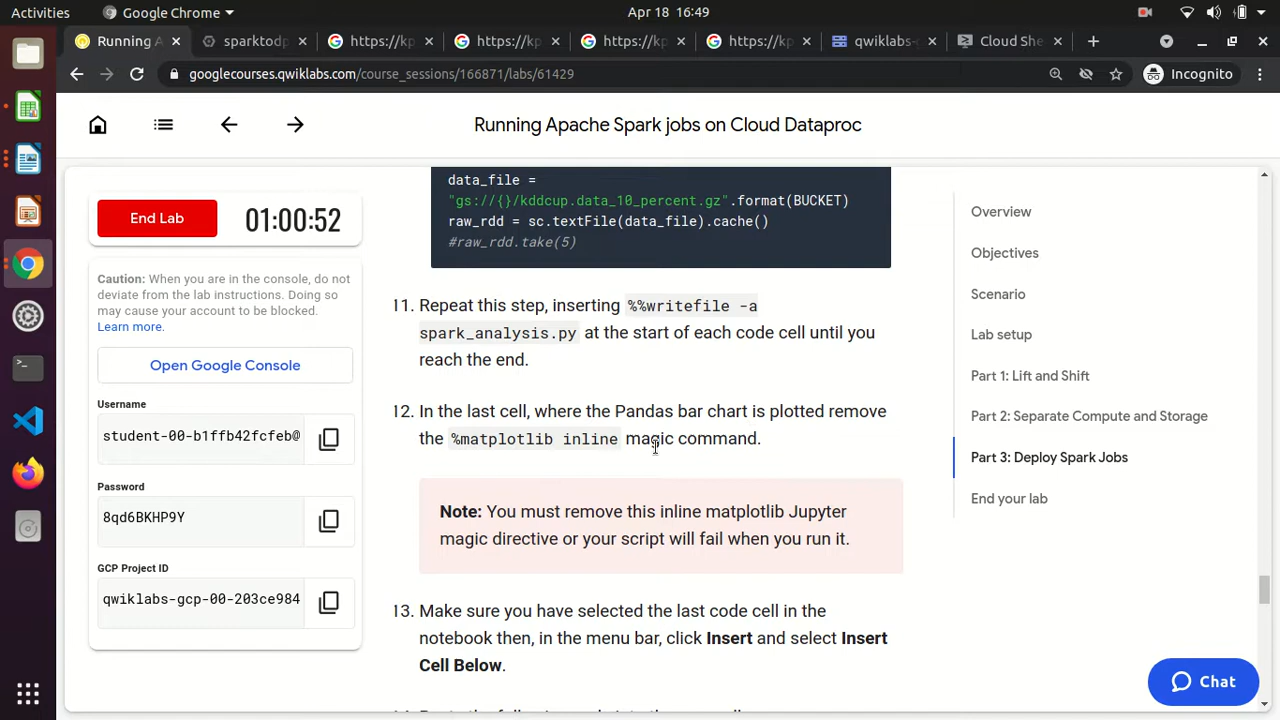 Activities
Google Chrome
Apr 18 16:49
Running A
sparktodp
https://kp
https://kp
https://kp
https://kp
qwiklabs-
Cloud She
googlecourses.qwiklabs.com/course_sessions/166871/labs/61429
Incognito
Running Apache Spark jobs on Cloud Dataproc
End Lab
01:00:52
Caution: When you are in the console, do not
deviate from the lab instructions. Doing so
may cause your account to be blocked.
Learn more.
Open Google Console
Username
student-00-b1ffb42fcfeb@
Password
8qd6BKHP9Y
GCP Project ID
qwiklabs-gcp-00-203ce984
data_file =
"gs://{}/kddcup.data_10_percent.gz".format(BUCKET)
raw_rdd = sc.textFile(data_file).cache()
#raw_rdd.take(5)
11. Repeat this step, inserting %%writefile -a
spark_analysis.py at the start of each code cell until you
reach the end.
12. In the last cell, where the Pandas bar chart is plotted remove
the %matplotlib inline magic command.
Note: You must remove this inline matplotlib Jupyter
magic directive or your script will fail when you run it.
13. Make sure you have selected the last code cell in the
notebook then, in the menu bar, click Insert and select Insert
Cell Below.
Overview
Objectives
Scenario
Lab setup
Part 1: Lift and Shift
Part 2: Separate Compute and Storage
Part 3: Deploy Spark Jobs
End your lab
Chat